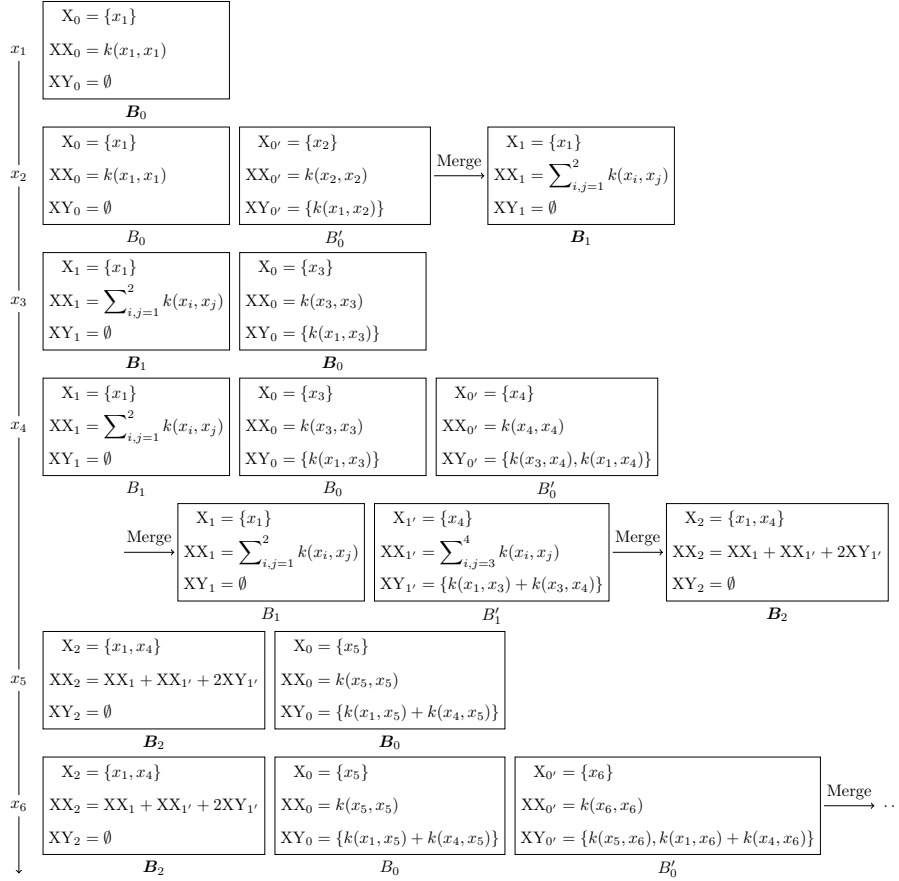 X₀ = {x₁}
x₁ XX₀ = k(x₁, x₁)
XY₀ = ∅
B₀
X₀ = {x₁} X₀′ = {x₂} X₁ = {x₁}
x₂ XX₀ = k(x₁, x₁) XX₀′ = k(x₂, x₂) Merge XX₁ = ∑²ᵢ,ⱼ₌₁ k(xᵢ, xⱼ)
XY₀ = ∅ XY₀′ = {k(x₁, x₂)} XY₁ = ∅
B₀ B′₀ B₁
X₁ = {x₁} X₀ = {x₃}
x₃ XX₁ = ∑²ᵢ,ⱼ₌₁ k(xᵢ, xⱼ) XX₀ = k(x₃, x₃)
XY₁ = ∅ XY₀ = {k(x₁, x₃)}
B₁ B₀
X₁ = {x₁} X₀ = {x₃} X₀′ = {x₄}
x₄ XX₁ = ∑²ᵢ,ⱼ₌₁ k(xᵢ, xⱼ) XX₀ = k(x₃, x₃) XX₀′ = k(x₄, x₄)
XY₁ = ∅ XY₀ = {k(x₁, x₃)} XY₀′ = {k(x₃, x₄), k(x₁, x₄)}
B₁ B₀ B′₀
X₁ = {x₁} X₁′ = {x₄} X₂ = {x₁, x₄}
Merge XX₁ = ∑²ᵢ,ⱼ₌₁ k(xᵢ, xⱼ) XX₁′ = ∑⁴ᵢ,ⱼ₌₃ k(xᵢ, xⱼ) Merge XX₂ = XX₁ + XX₁′ + 2XY₁′
XY₁ = ∅ XY₁′ = {k(x₁, x₃) + k(x₃, x₄)} XY₂ = ∅
B₁ B′₁ B₂
X₂ = {x₁, x₄} X₀ = {x₅}
x₅ XX₂ = XX₁ + XX₁′ + 2XY₁′ XX₀ = k(x₅, x₅)
XY₂ = ∅ XY₀ = {k(x₁, x₅) + k(x₄, x₅)}
B₂ B₀
X₂ = {x₁, x₄} X₀ = {x₅} X₀′ = {x₆}
x₆ XX₂ = XX₁ + XX₁′ + 2XY₁′ XX₀ = k(x₅, x₅) XX₀′ = k(x₆, x₆) Merge ··
XY₂ = ∅ XY₀ = {k(x₁, x₅) + k(x₄, x₅)} XY₀′ = {k(x₅, x₆), k(x₁, x₆) + k(x₄, x₆)}
B₂ B₀ B′₀